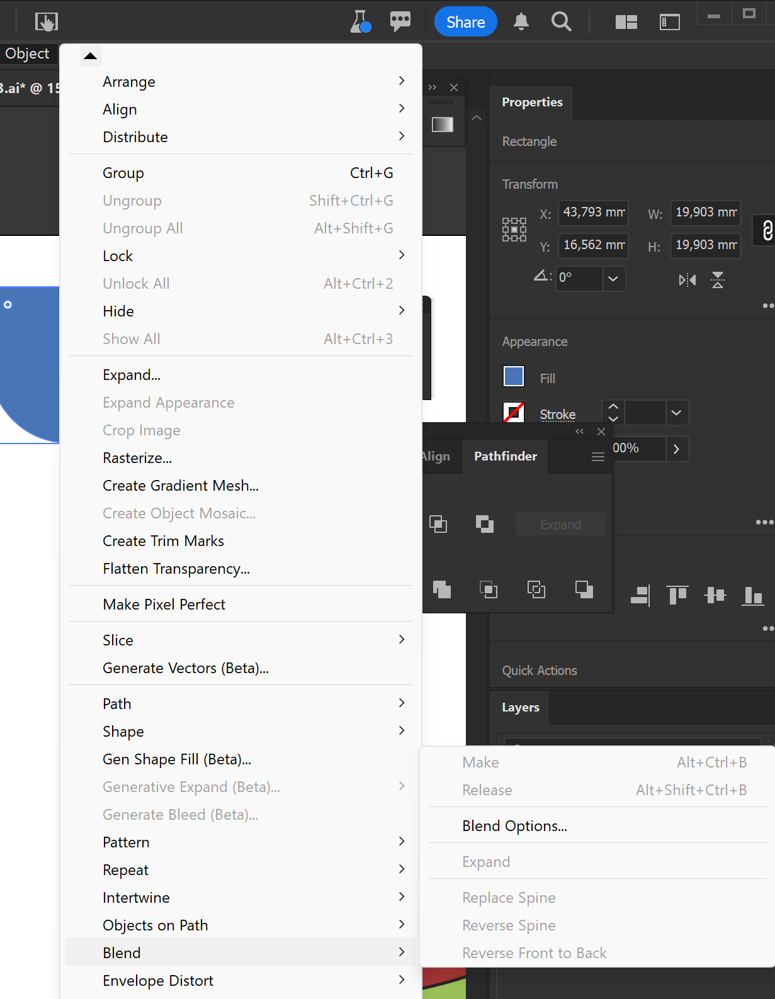 Share
Object
3.ai* @ 15
Arrange
Align
Distribute
Group Ctrl+G
Ungroup Shift+Ctrl+G
Ungroup All Alt+Shift+G
Lock
Unlock All Alt+Ctrl+2
Hide
Show All Alt+Ctrl+3
Expand...
Expand Appearance
Crop Image
Rasterize...
Create Gradient Mesh...
Create Object Mosaic...
Create Trim Marks
Flatten Transparency...
Make Pixel Perfect
Slice
Generate Vectors (Beta)...
Path
Shape
Gen Shape Fill (Beta)...
Generative Expand (Beta)...
Generate Bleed (Beta)...
Pattern
Repeat
Intertwine
Objects on Path
Blend
Envelope Distort
Make Alt+Ctrl+B
Release Alt+Shift+Ctrl+B
Blend Options...
Expand
Replace Spine
Reverse Spine
Reverse Front to Back
Properties
Rectangle
Transform
X: 43,793 mm W: 19,903 mm
Y: 16,562 mm H: 19,903 mm
0°
Appearance
Fill
Stroke
00%
Align Pathfinder
Expand
Quick Actions
Layers